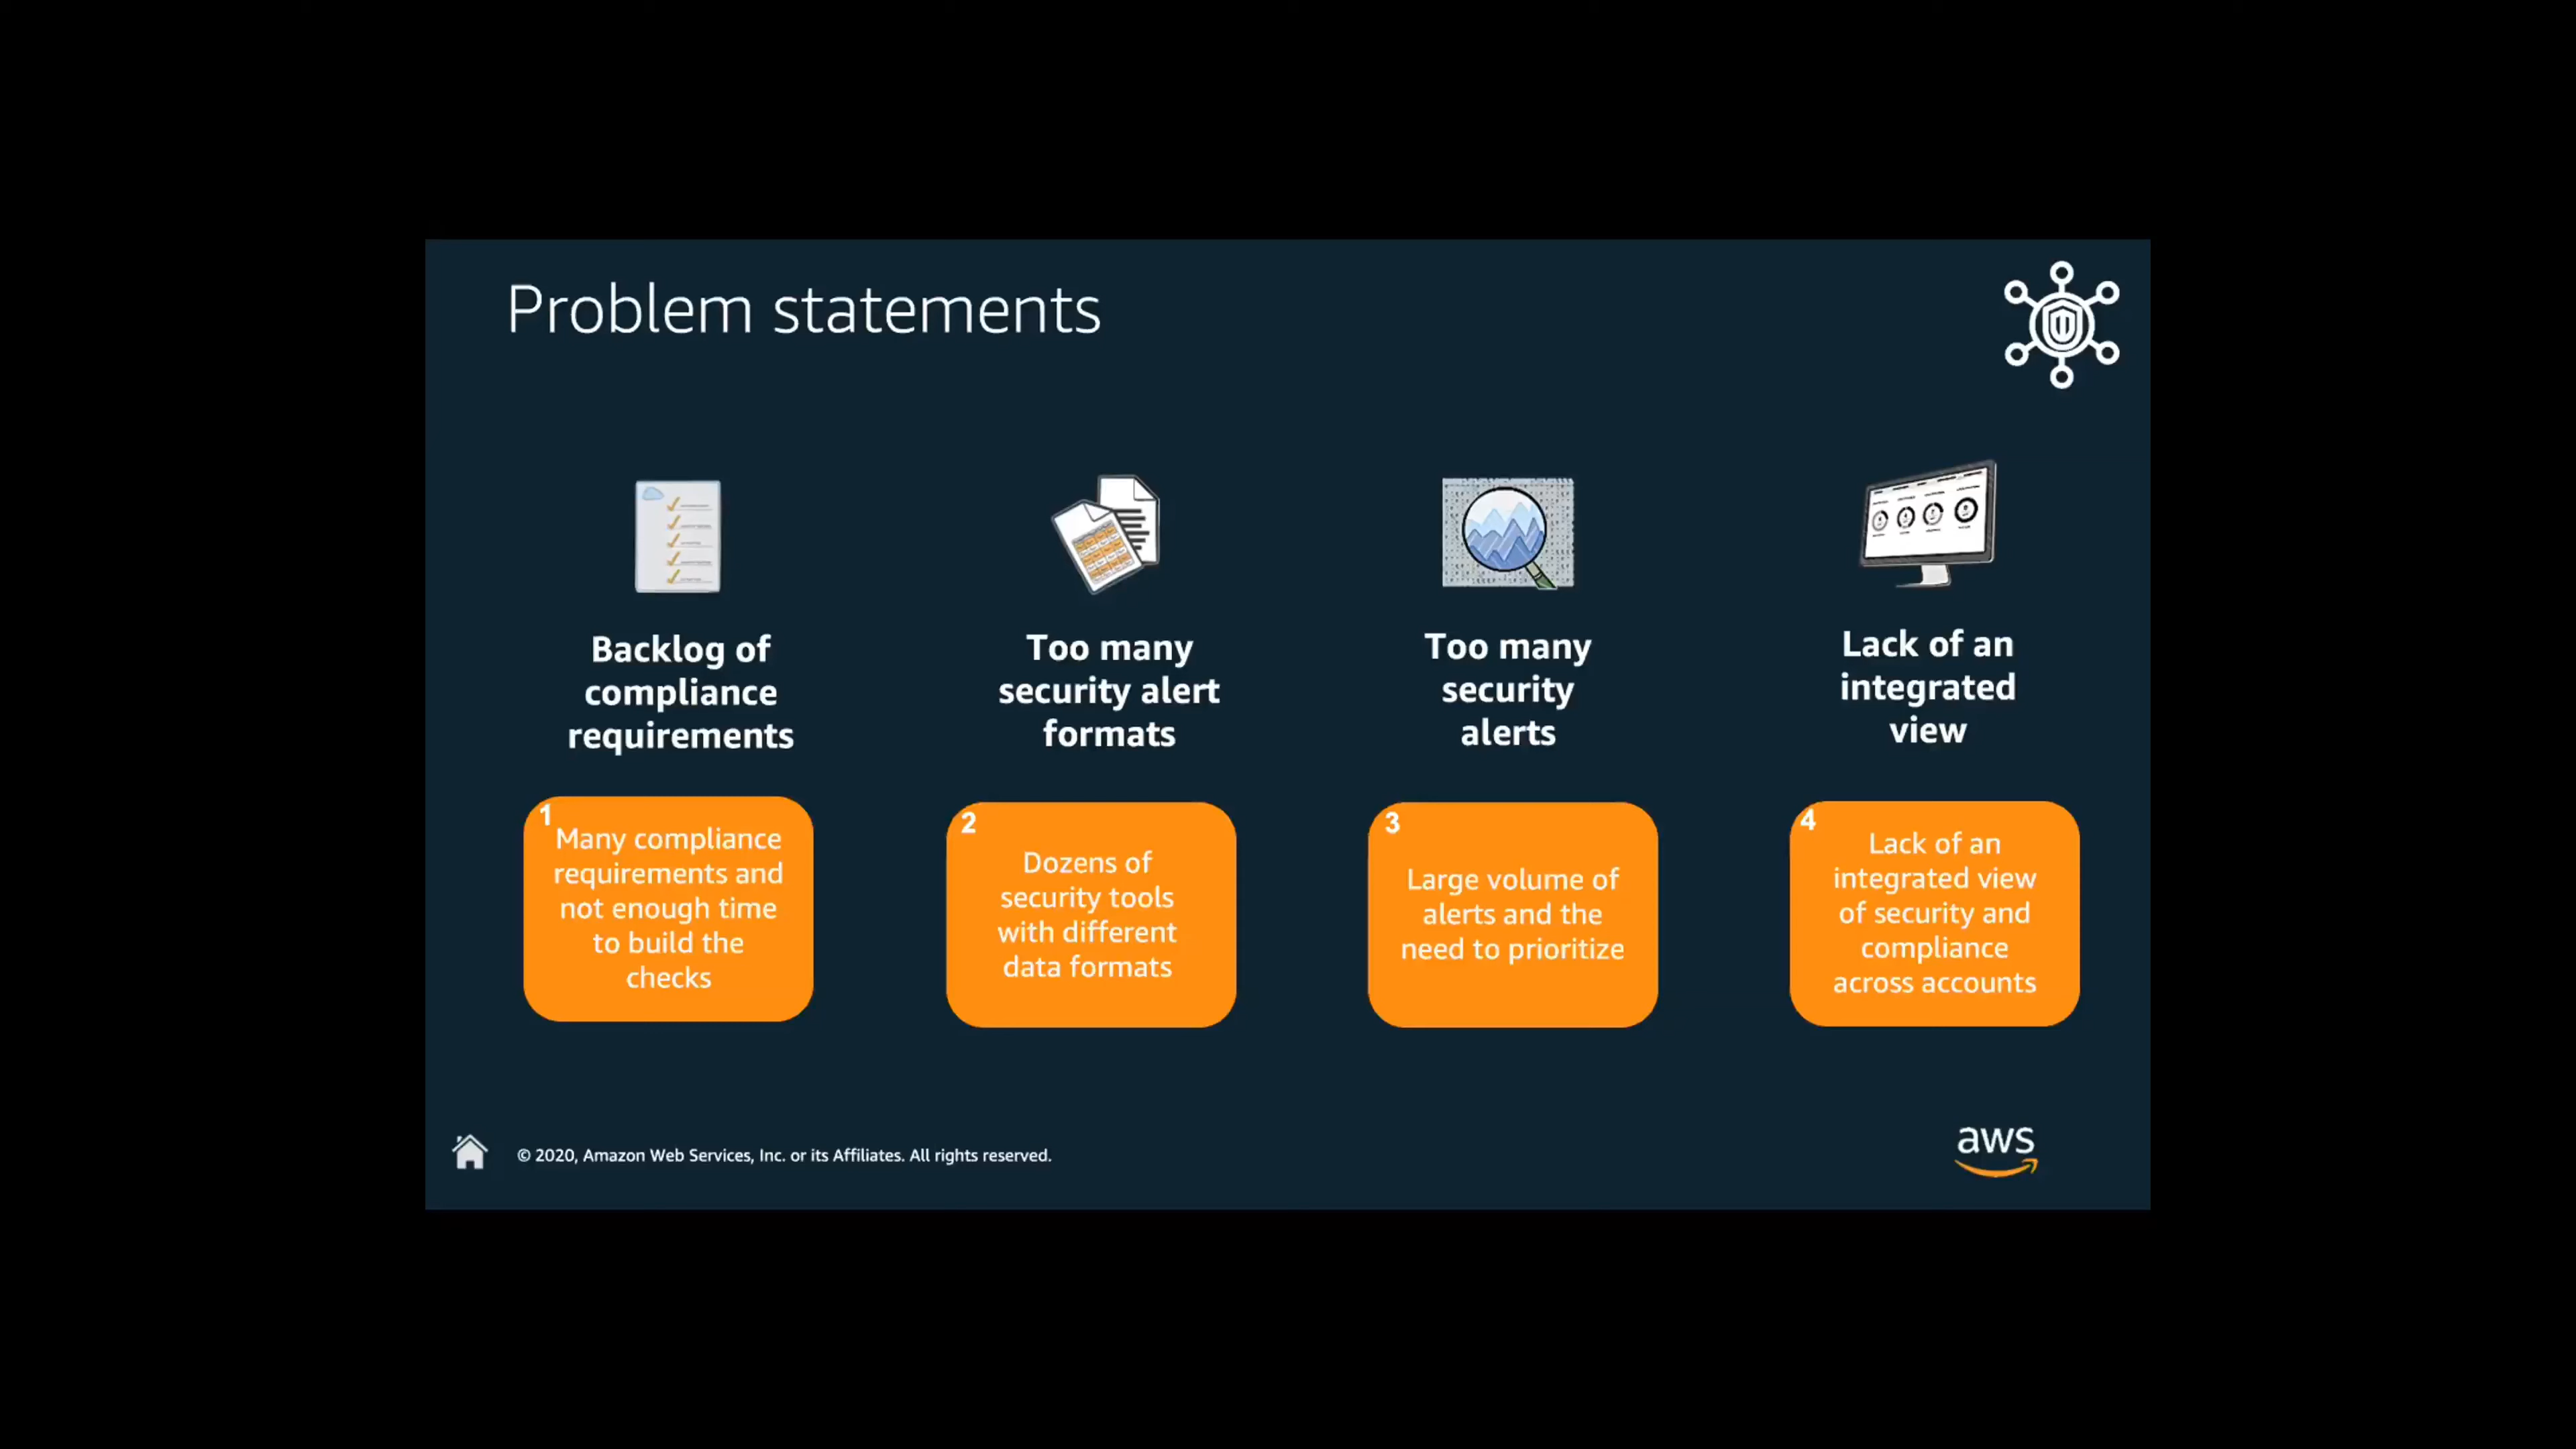 Problem statements
Backlog of
compliance
requirements
Too many
security alert
formats
Too many
security
alerts
Lack of an
integrated
view
1
Many compliance
requirements and
not enough time
to build the
checks
2
Dozens of
security tools
with different
data formats
3
Large volume of
alerts and the
need to prioritize
4
Lack of an
integrated view
of security and
compliance
across accounts
© 2020, Amazon Web Services, Inc. or its Affiliates. All rights reserved.
aws